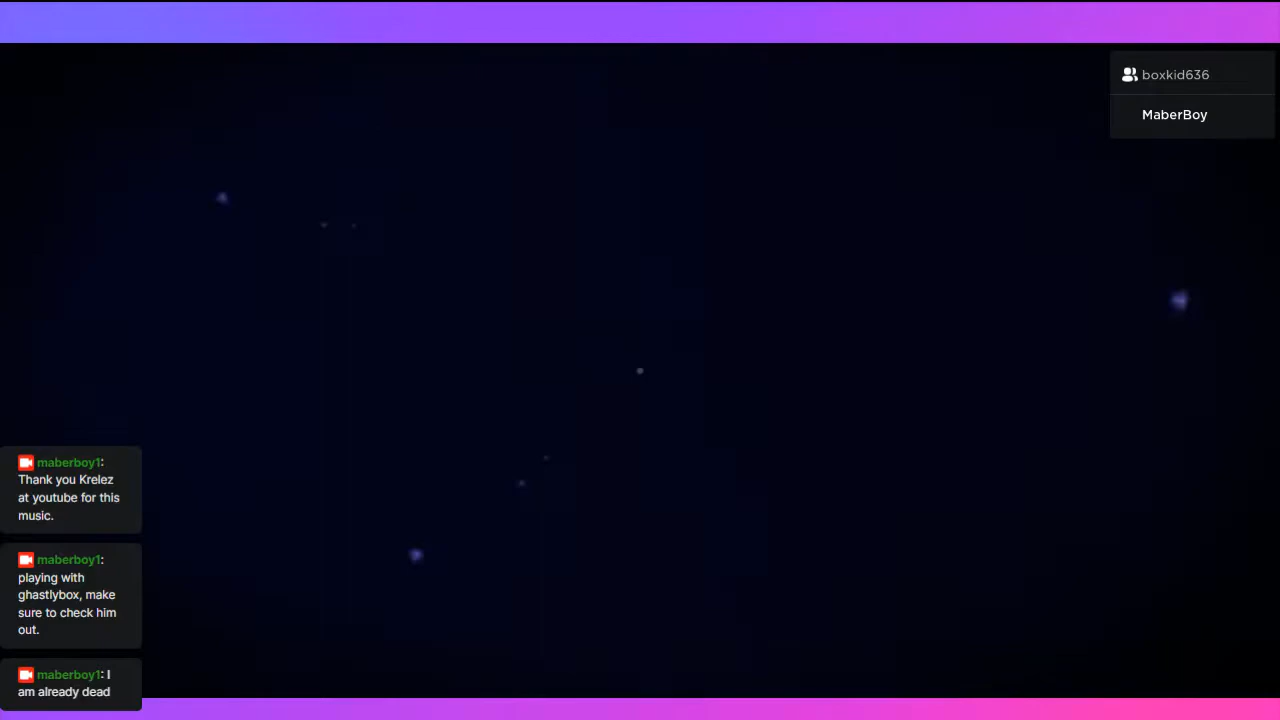 boxkid636
MaberBoy
maberboy1:
Thank you Krelez
at youtube for this
music.
maberboy1:
playing with
ghastlybox, make
sure to check him
out.
maberboy1: I
am already dead